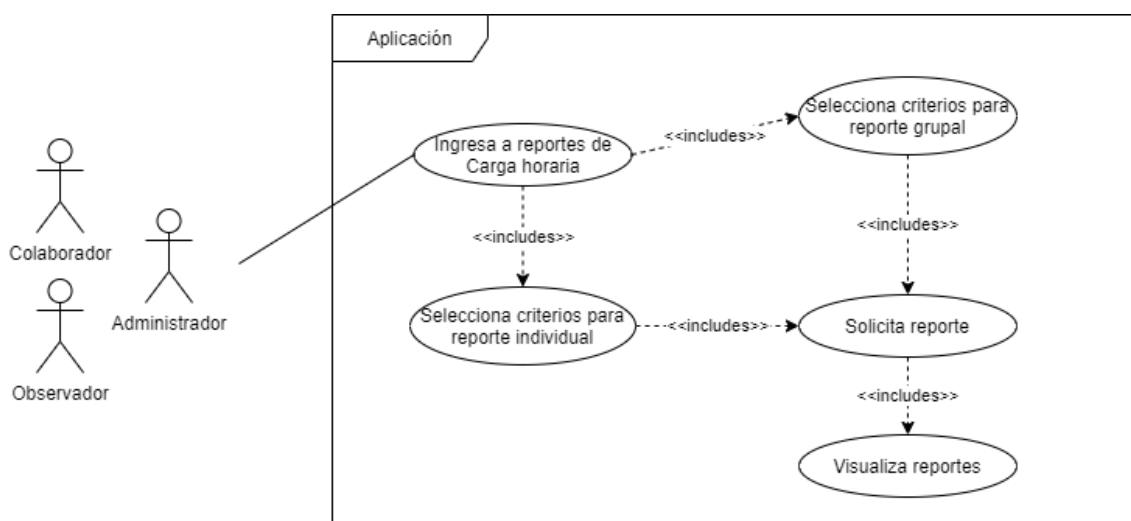 Aplicación
Selecciona criterios para
reporte grupal
<<includes>>
Ingresa a reportes de
Carga horaria
<<includes>>
<<includes>>
Colaborador
Administrador
Observador
Selecciona criterios para
reporte individual
<<includes>>
Solicita reporte
<<includes>>
Visualiza reportes